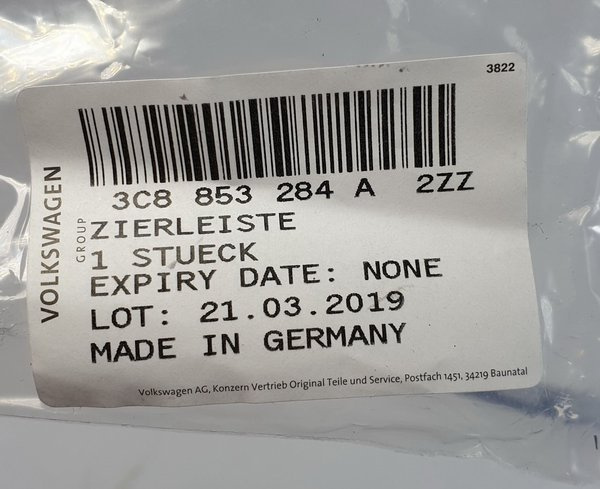 3822
VOLKSWAGEN
GROUP
3C8 853 284 A 2ZZ
ZIERLEISTE
1 STUECK
EXPIRY DATE: NONE
LOT: 21.03.2019
MADE IN GERMANY
Volkswagen AG, Konzern Vertrieb Original Teile und Service, Postfach 1451, 34219 Baunatal